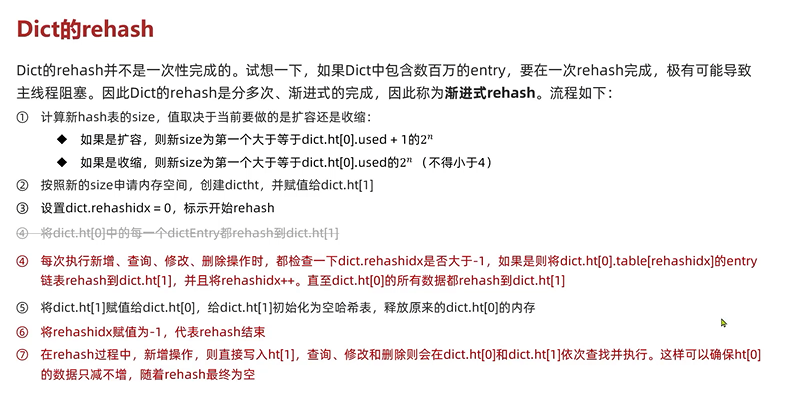 Dict的rehash
Dict的rehash并不是一次性完成的。试想一下，如果Dict中包含数百万的entry，要在一次rehash完成，极有可能导致
主线程阻塞。因此Dict的rehash是分多次、渐进式的完成，因此称为渐进式rehash。流程如下：
① 计算新hash表的size，值取决于当前要做的是扩容还是收缩：
◆ 如果是扩容，则新size为第一个大于等于dict.ht[0].used + 1的2ⁿ
◆ 如果是收缩，则新size为第一个大于等于dict.ht[0].used的2ⁿ （不得小于4）
② 按照新的size申请内存空间，创建dictht，并赋值给dict.ht[1]
③ 设置dict.rehashidx = 0，标示开始rehash
④ 将dict.ht[0]中的每一个dictEntry都rehash到dict.ht[1]
④ 每次执行新增、查询、修改、删除操作时，都检查一下dict.rehashidx是否大于-1，如果是则将dict.ht[0].table[rehashidx]的entry
链表rehash到dict.ht[1]，并且将rehashidx++。直至dict.ht[0]的所有数据都rehash到dict.ht[1]
⑤ 将dict.ht[1]赋值给dict.ht[0]，给dict.ht[1]初始化为空哈希表，释放原来的dict.ht[0]的内存
⑥ 将rehashidx赋值为-1，代表rehash结束
⑦ 在rehash过程中，新增操作，则直接写入ht[1]，查询、修改和删除则会在dict.ht[0]和dict.ht[1]依次查找并执行。这样可以确保ht[0]
的数据只减不增，随着rehash最终为空